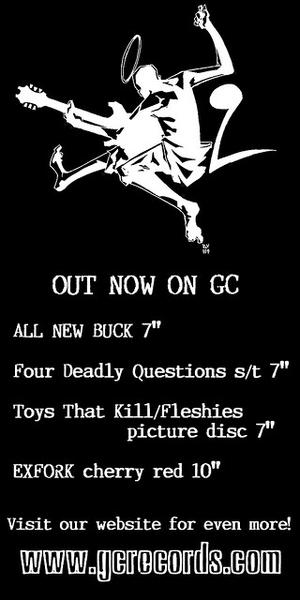 OUT NOW ON GC
ALL NEW BUCK 7"
Four Deadly Questions s/t 7"
Toys That Kill/Fleshies
picture disc 7"
EXFORK cherry red 10"
Visit our website for even more!
www.gcrecords.com